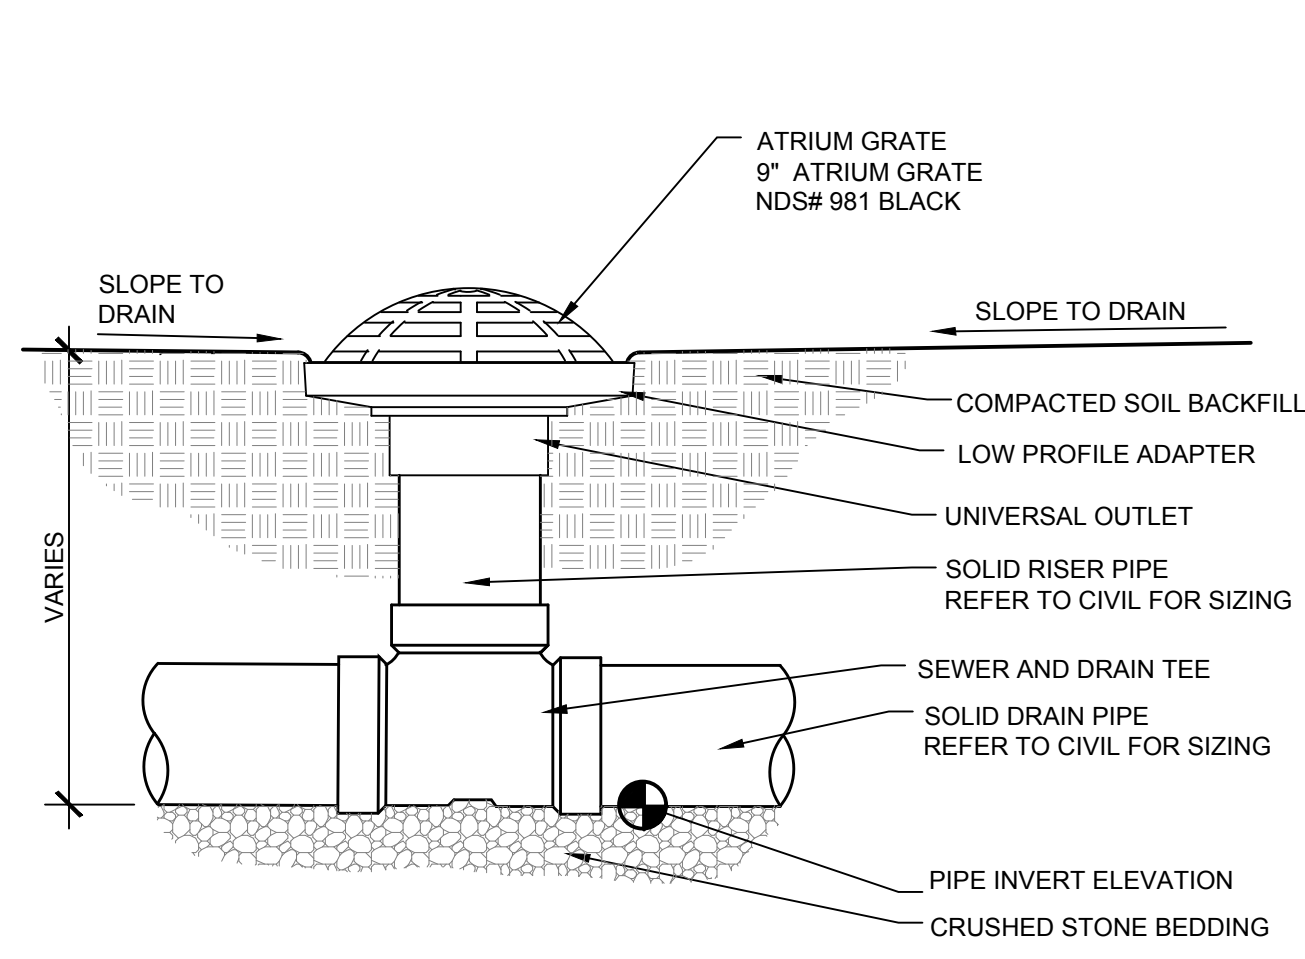 ATRIUM GRATE
9" ATRIUM GRATE
NDS# 981 BLACK
SLOPE TO
DRAIN
SLOPE TO DRAIN
COMPACTED SOIL BACKFILL
LOW PROFILE ADAPTER
UNIVERSAL OUTLET
SOLID RISER PIPE
REFER TO CIVIL FOR SIZING
VARIES
SEWER AND DRAIN TEE
SOLID DRAIN PIPE
REFER TO CIVIL FOR SIZING
PIPE INVERT ELEVATION
CRUSHED STONE BEDDING